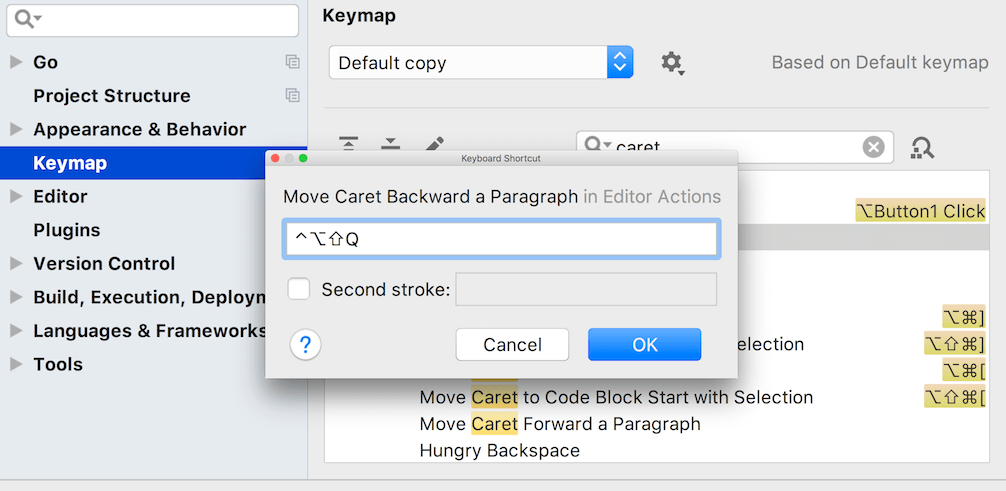 Keymap
Go
Project Structure
Appearance & Behavior
Keymap
Editor
Plugins
Version Control
Build, Execution, Deployn
Languages & Frameworks
Tools
Default copy
Based on Default keymap
caret
Keyboard Shortcut
Move Caret Backward a Paragraph in Editor Actions
^⌥⇧Q
Second stroke:
?
Cancel
OK
⌥Button1 Click
⌥⌘]
election ⌥⇧⌘]
⌥⌘[
Move Caret to Code Block Start with Selection ⌥⇧⌘[
Move Caret Forward a Paragraph
Hungry Backspace